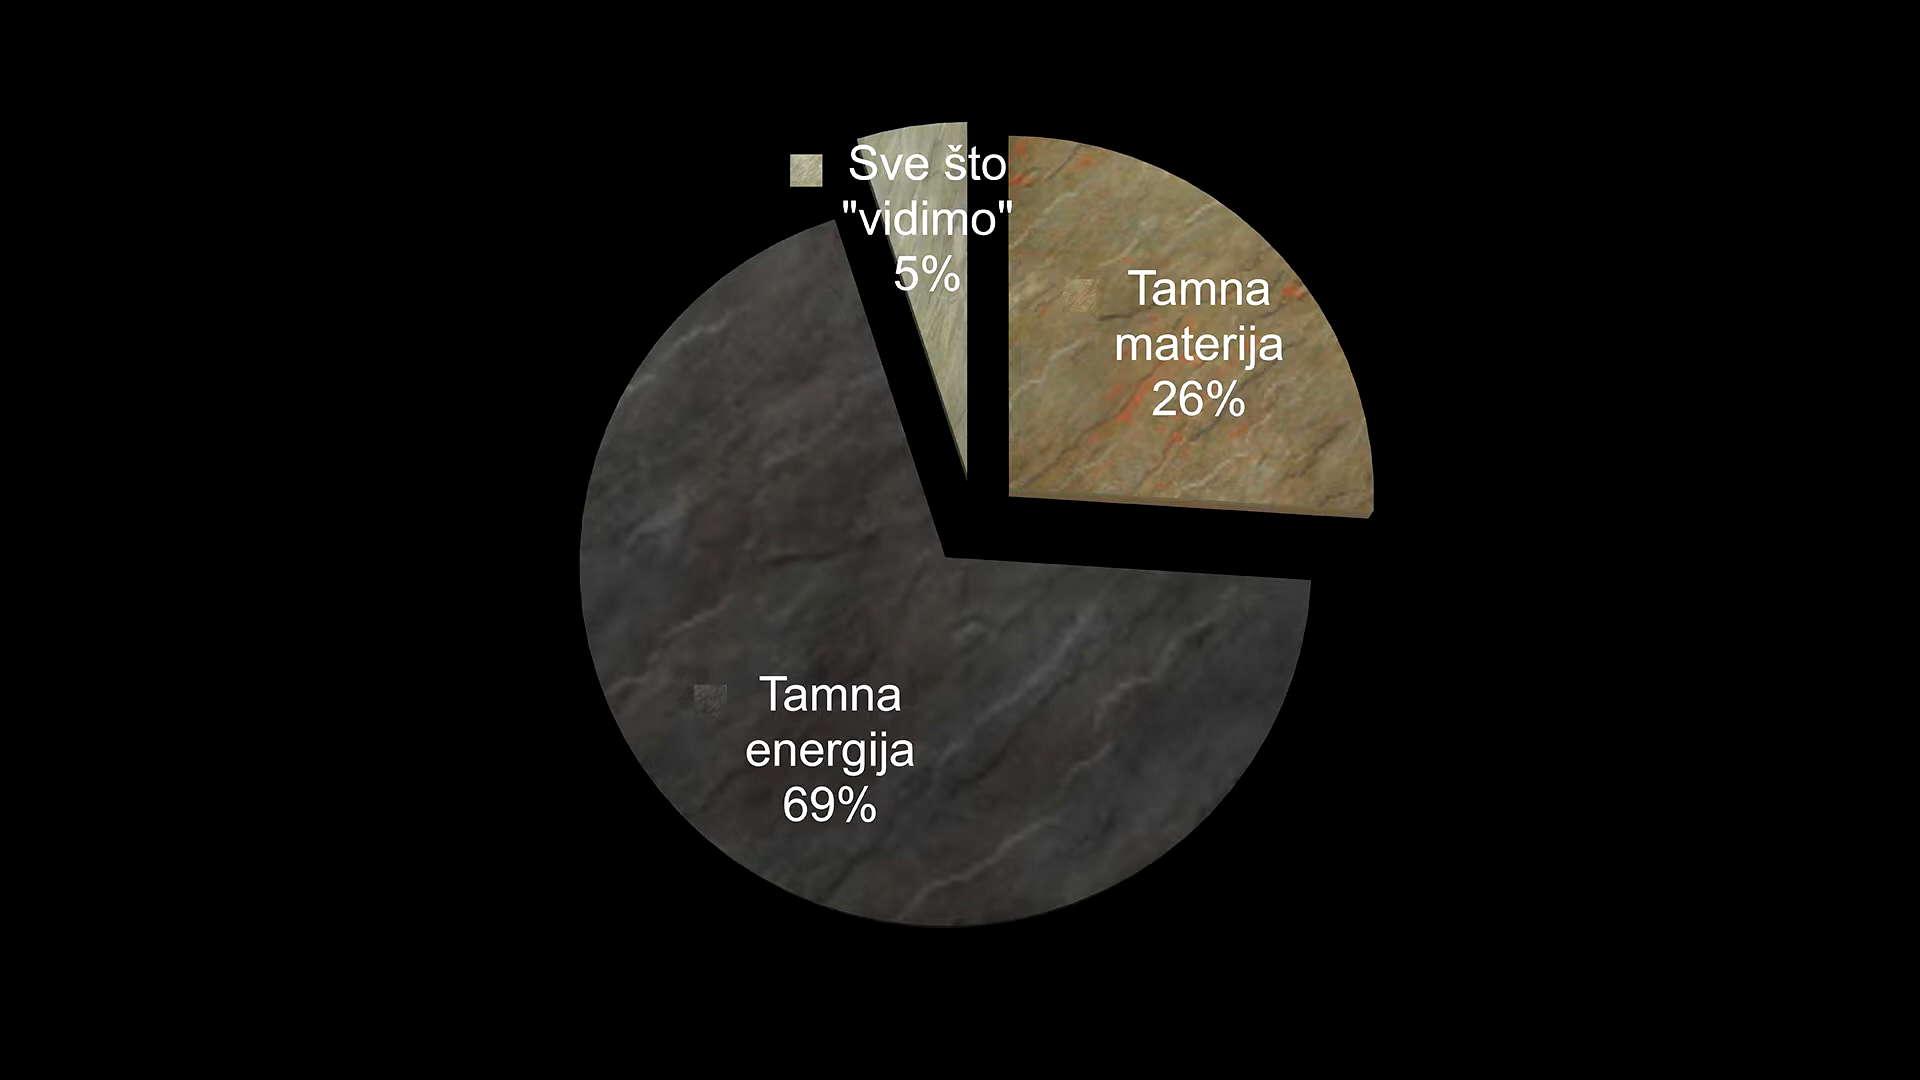 Sve što
"vidimo"
5%
Tamna
materija
26%
Tamna
energija
69%